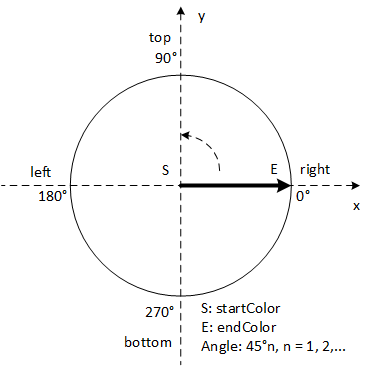 y
top
90°
S
E
left
right
180°
0°
x
270°
S: startColor
E: endColor
bottom
Angle: 45°n, n = 1, 2,...